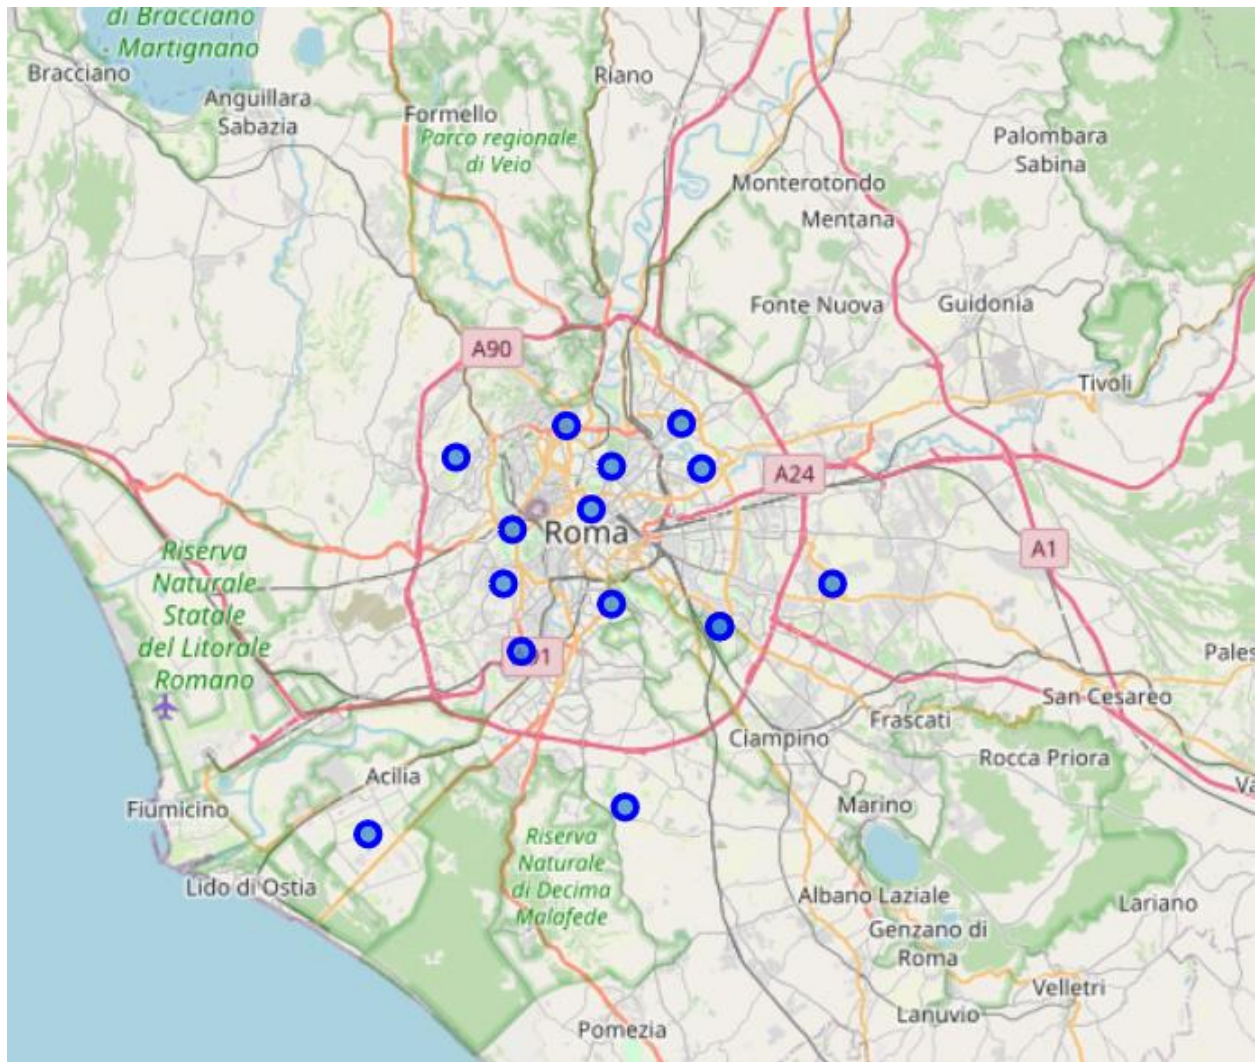 di Bracciano
- Martignano
Bracciano
Anguillara
Sabazia
Formello
Riano
Parco regionale
di Veio
Palombara
Sabina
Monterotondo
Mentana
Fonte Nuova
Guidonia
A90
Tivoli
A24
Roma
A1
Riserva
Naturale
Statale
del Litorale
Romano
Pales
San Cesareo
Frascati
Ciampino
Rocca Priora
Acilia
Fiumicino
Marino
Va
Riserva
Naturale
di Decima
Malafede
Lido di Ostia
Albano Laziale
Lariano
Genzano di
Roma
Velletri
Lanuvio
Pomezia